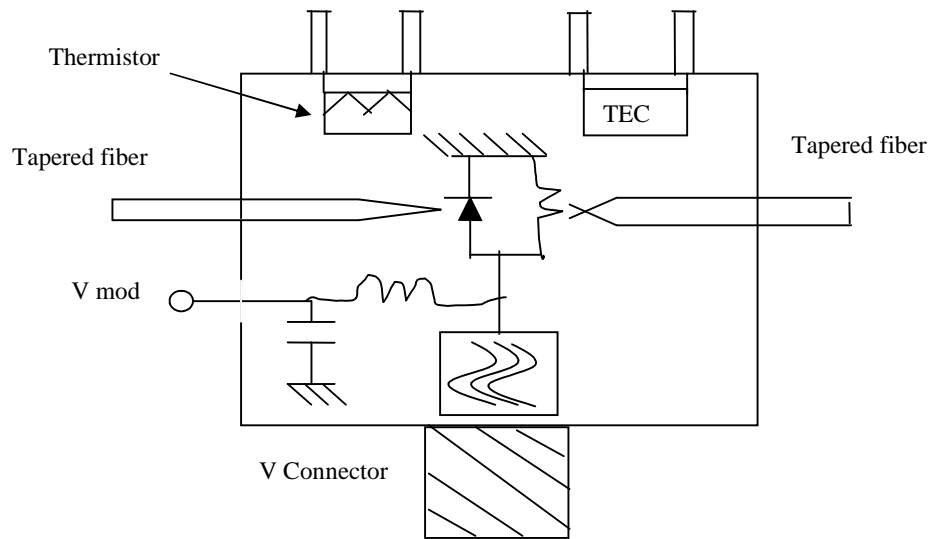 Thermistor
TEC
Tapered fiber
Tapered fiber
V mod
V Connector